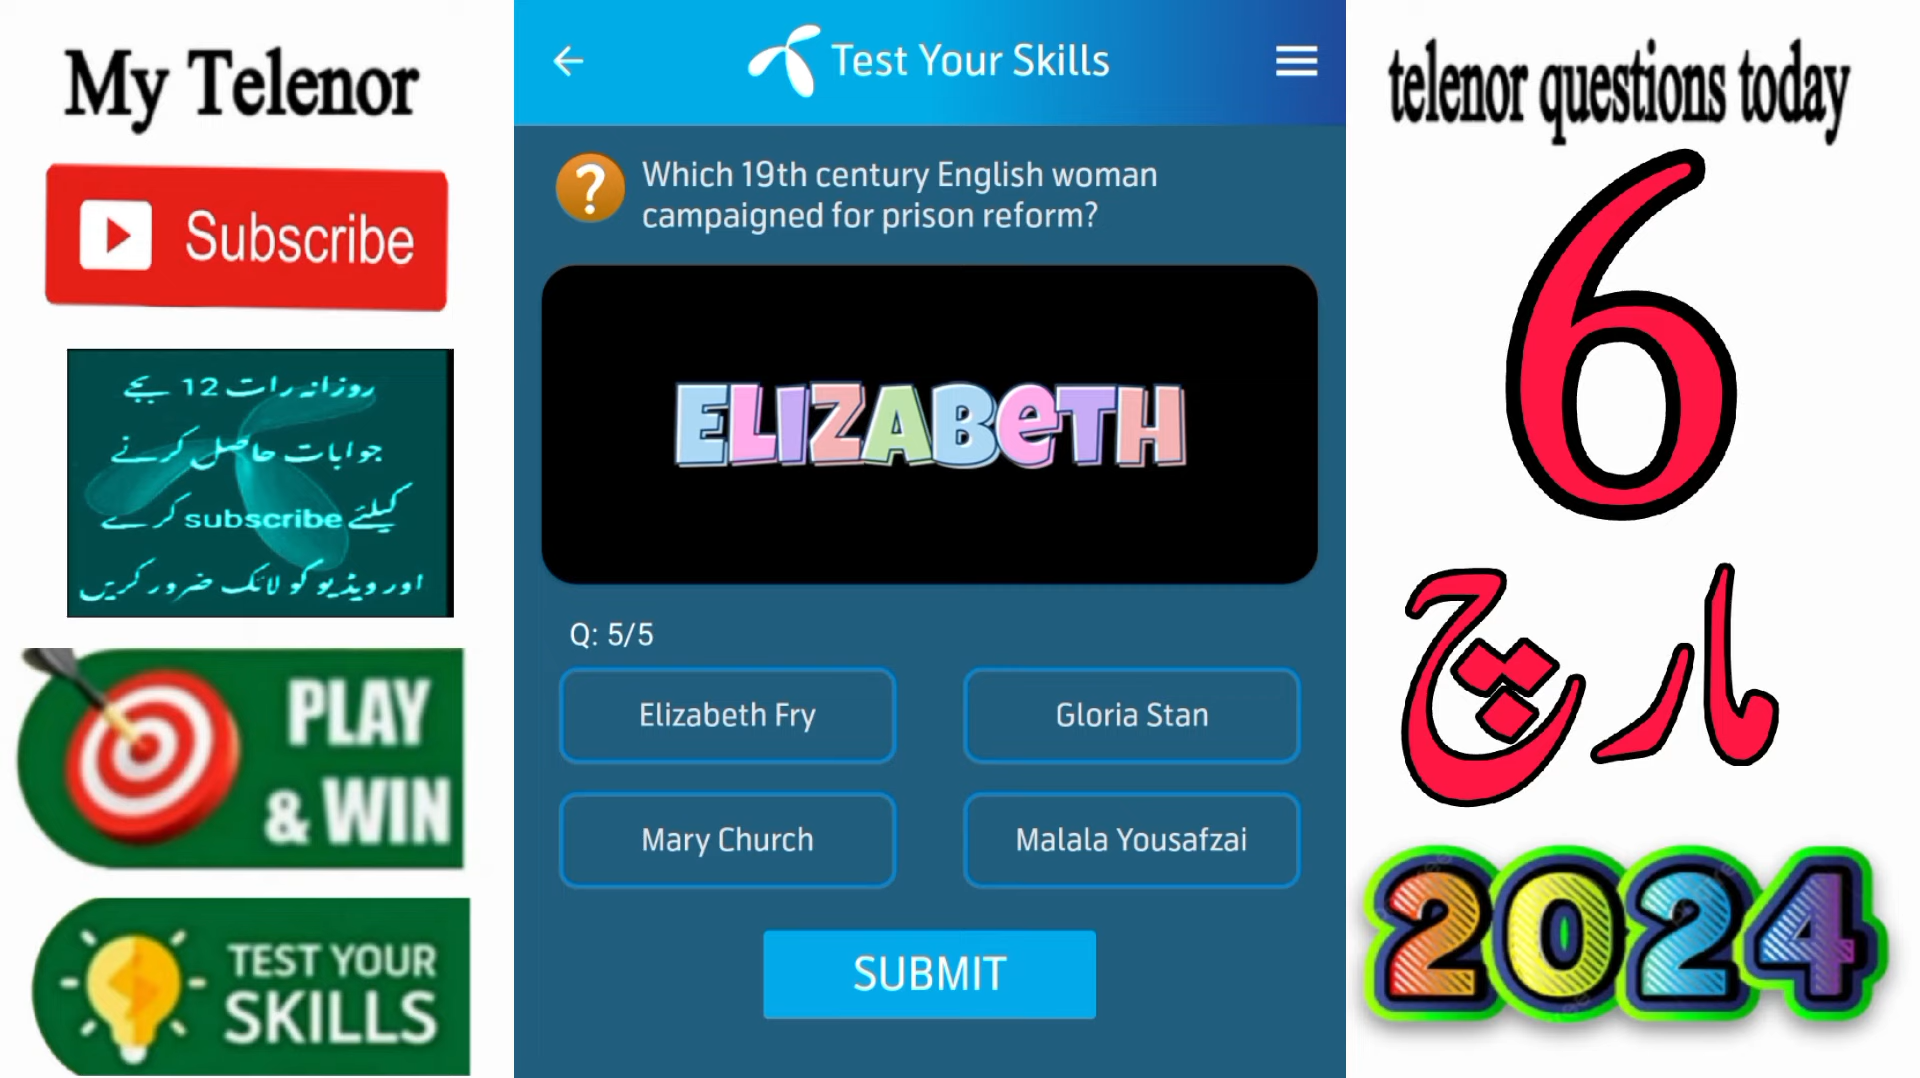 My Telenor
Subscribe
روزانہ رات 12 بجے
جوابات حاصل کرنے
کیلئے subscribe کرے
اور ویڈیو کو لائک ضرور کریں
PLAY
& WIN
TEST YOUR
SKILLS
Test Your Skills
Which 19th century English woman
campaigned for prison reform?
ELIZABETH
Q: 5/5
Elizabeth Fry
Gloria Stan
Mary Church
Malala Yousafzai
SUBMIT
telenor questions today
6
مارچ
2024